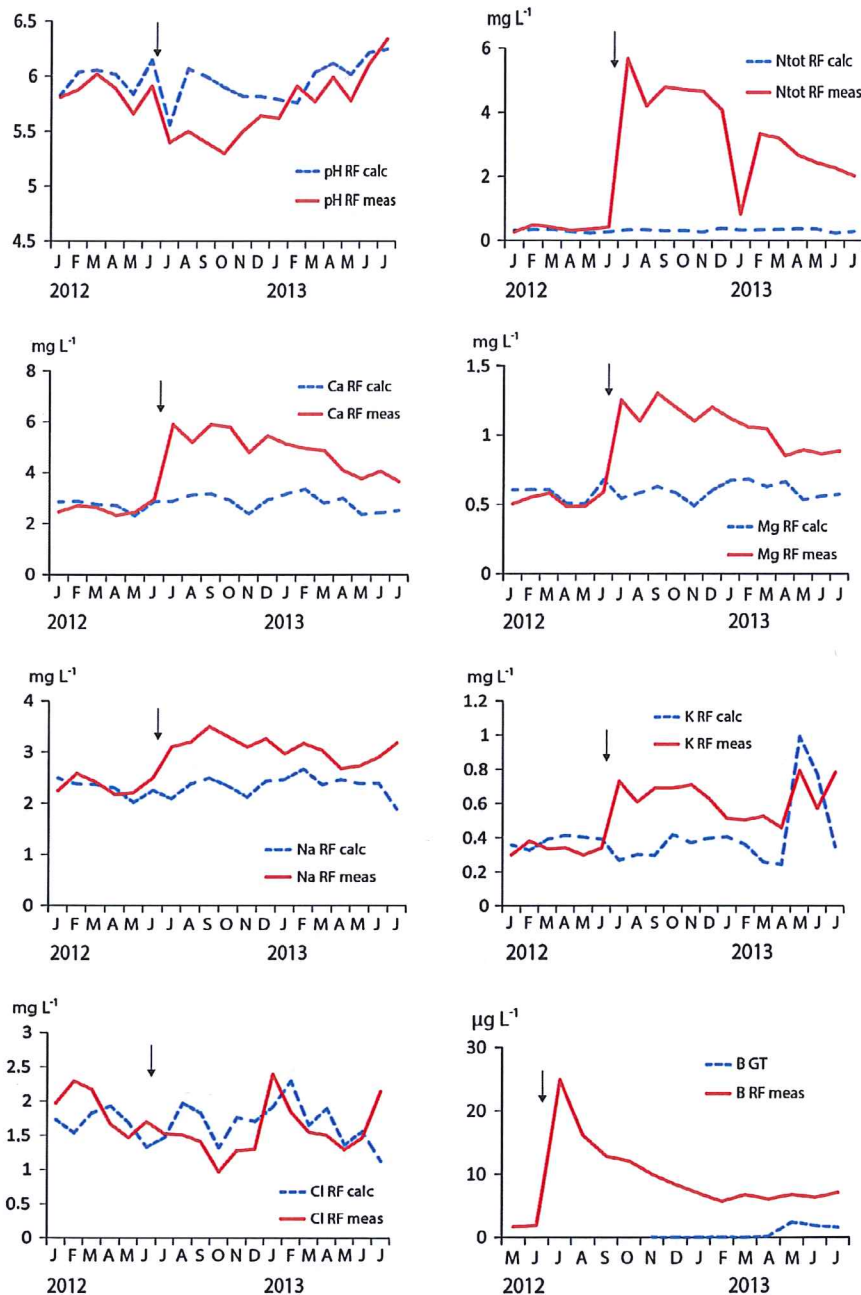 6.5
6
5.5
5
4.5
pH RF calc
pH RF meas
J F M A M J J A S O N D J F M A M J J
2012 2013
mg L⁻¹
6
4
2
0
Ntot RF calc
Ntot RF meas
J F M A M J J A S O N D J F M A M J J
2012 2013
mg L⁻¹
8
6
4
2
0
Ca RF calc
Ca RF meas
J F M A M J J A S O N D J F M A M J J
2012 2013
mg L⁻¹
1.5
1
0.5
0
Mg RF calc
Mg RF meas
J F M A M J J A S O N D J F M A M J J
2012 2013
mg L⁻¹
4
3
2
1
0
Na RF calc
Na RF meas
J F M A M J J A S O N D J F M A M J J
2012 2013
mg L⁻¹
1.2
1
0.8
0.6
0.4
0.2
0
K RF calc
K RF meas
J F M A M J J A S O N D J F M A M J J
2012 2013
mg L⁻¹
3
2.5
2
1.5
1
0.5
0
Cl RF calc
Cl RF meas
J F M A M J J A S O N D J F M A M J J
2012 2013
µg L⁻¹
30
20
10
0
B GT
B RF meas
M J J A S O N D J F M A M J J
2012 2013